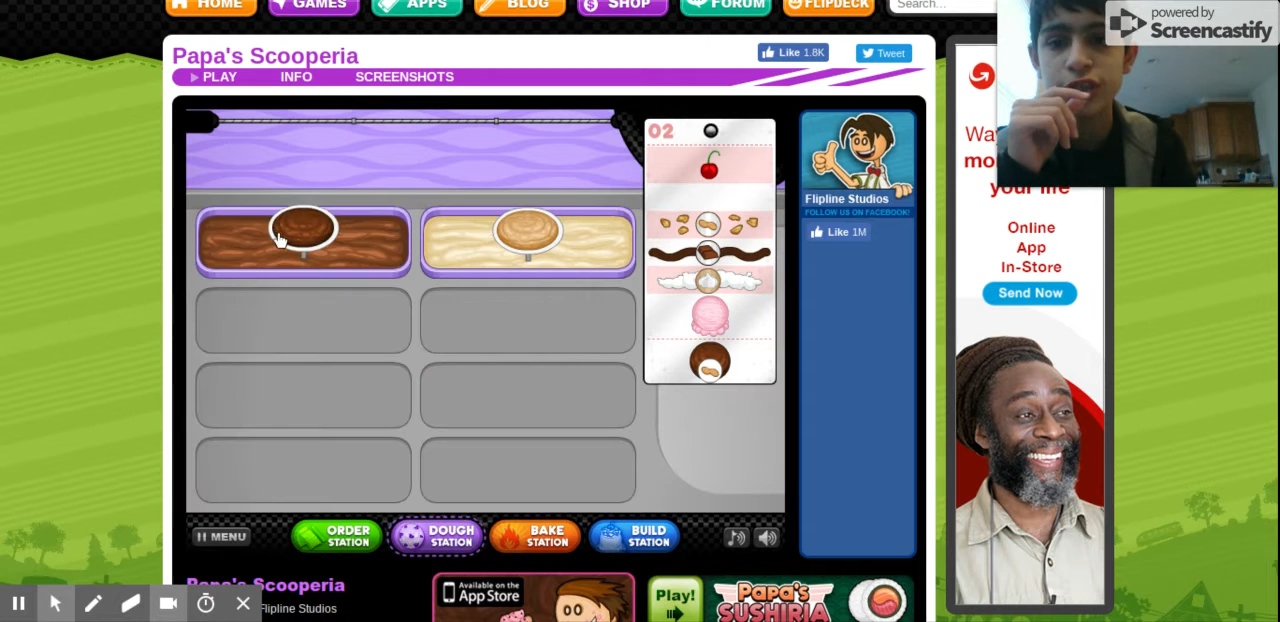 HOME
GAMES
APPS
BLOG
SHOP
FORUM
FLIPDECK
Search...
powered by
Screencastify
Papa's Scooperia
Like 1.8K
Tweet
PLAY
INFO
SCREENSHOTS
02
Flipline Studios
FOLLOW US ON FACEBOOK!
Like 1M
your life
Online
App
In-Store
Send Now
MENU
ORDER
STATION
DOUGH
STATION
BAKE
STATION
BUILD
STATION
Papa's Scooperia
Flipline Studios
Available on the
App Store
Play!
PAPA'S
SUSHIRIA